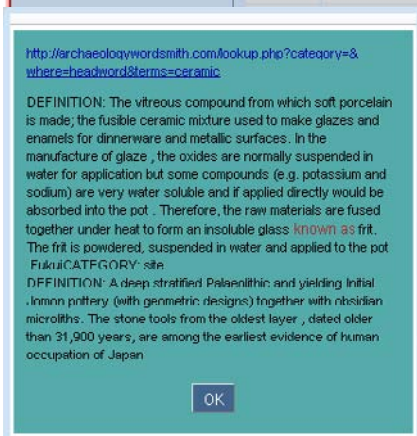 http://archaeologywordsmith.com/lookup.php?category=&
where=headword&terms=ceramic
DEFINITION: The vitreous compound from which soft porcelain
is made; the fusible ceramic mixture used to make glazes and
enamels for dinnerware and metallic surfaces. In the
manufacture of glaze , the oxides are normally suspended in
water for application but some compounds (e.g. potassium and
sodium) are very water soluble and if applied directly would be
absorbed into the pot . Therefore, the raw materials are fused
together under heat to form an insoluble glass known as frit.
The frit is powdered, suspended in water and applied to the pot
FukuiCATEGORY: site
DEFINITION: A deep stratified Palaeolithic and yielding Initial
Jomon pottery (with geometric designs) together with obsidian
microliths. The stone tools from the oldest layer , dated older
than 31,900 years, are among the earliest evidence of human
occupation of Japan
OK